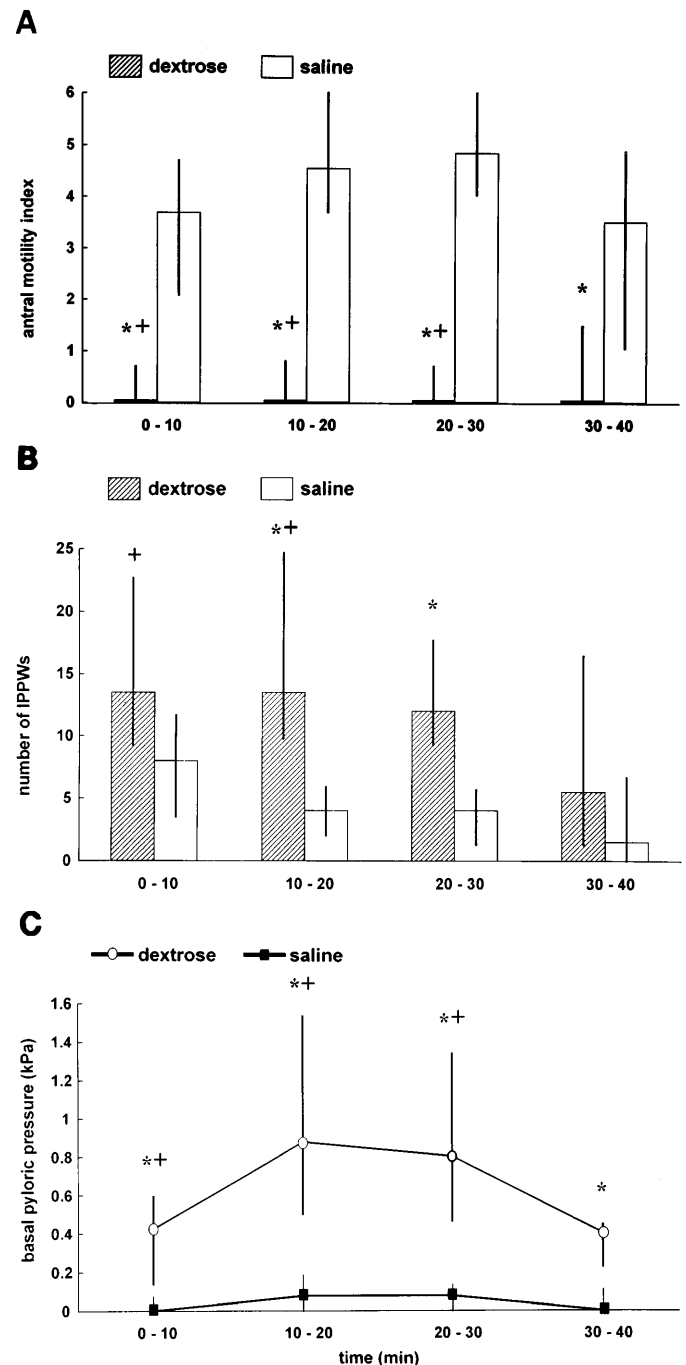 A
dextrose saline
antral motility index
6
5
4
3
2
1
0
*+ *+ *+ *
0 - 10 10 - 20 20 - 30 30 - 40
B
dextrose saline
number of IPPWs
25
20
15
10
5
0
+ *+ *
0 - 10 10 - 20 20 - 30 30 - 40
C
dextrose saline
basal pyloric pressure (kPa)
1.6
1.4
1.2
1
0.8
0.6
0.4
0.2
0
*+ *+ *+ *
0 - 10 10 - 20 20 - 30 30 - 40
time (min)